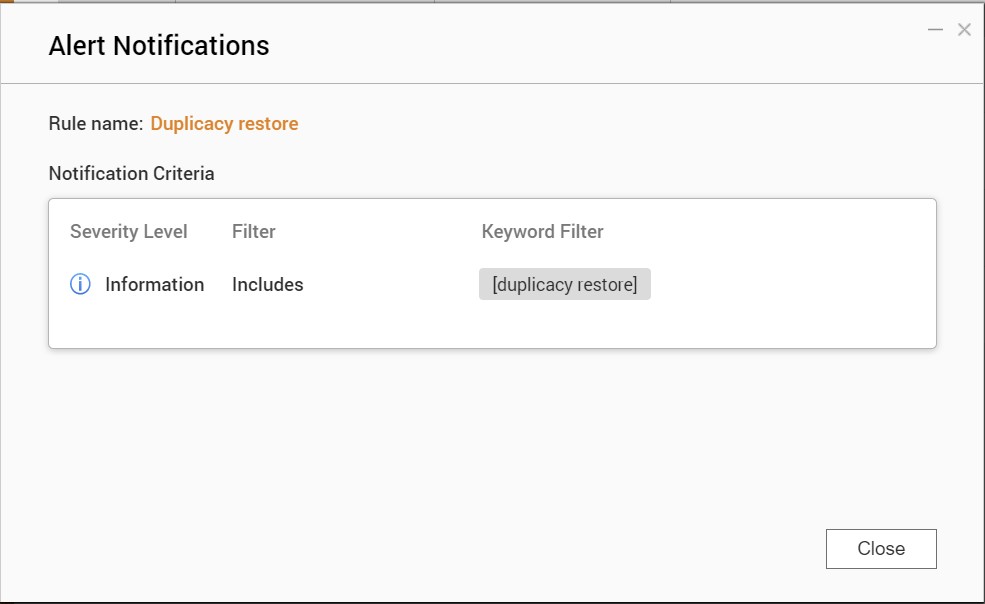 Alert Notifications
Rule name: Duplicacy restore
Notification Criteria
Severity Level Filter Keyword Filter
Information Includes [duplicacy restore]
Close